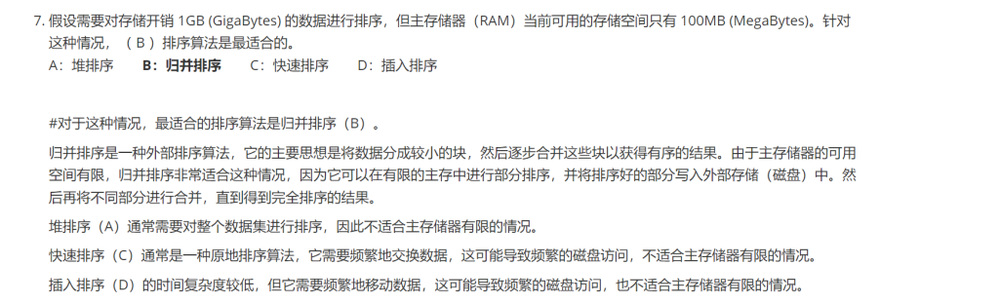 7. 假设需要对存储开销 1GB (GigaBytes) 的数据进行排序，但主存储器（RAM）当前可用的存储空间只有 100MB (MegaBytes)。针对
这种情况，（ B ）排序算法是最适合的。
A：堆排序 B：归并排序 C：快速排序 D：插入排序
#对于这种情况，最适合的排序算法是归并排序（B）。
归并排序是一种外部排序算法，它的主要思想是将数据分成较小的块，然后逐步合并这些块以获得有序的结果。由于主存储器的可用
空间有限，归并排序非常适合这种情况，因为它可以在有限的主存中进行部分排序，并将排序好的部分写入外部存储（磁盘）中。然
后再将不同部分进行合并，直到得到完全排序的结果。
堆排序（A）通常需要对整个数据集进行排序，因此不适合主存储器有限的情况。
快速排序（C）通常是一种原地排序算法，它需要频繁地交换数据，这可能导致频繁的磁盘访问，不适合主存储器有限的情况。
插入排序（D）的时间复杂度较低，但它需要频繁地移动数据，这可能导致频繁的磁盘访问，也不适合主存储器有限的情况。